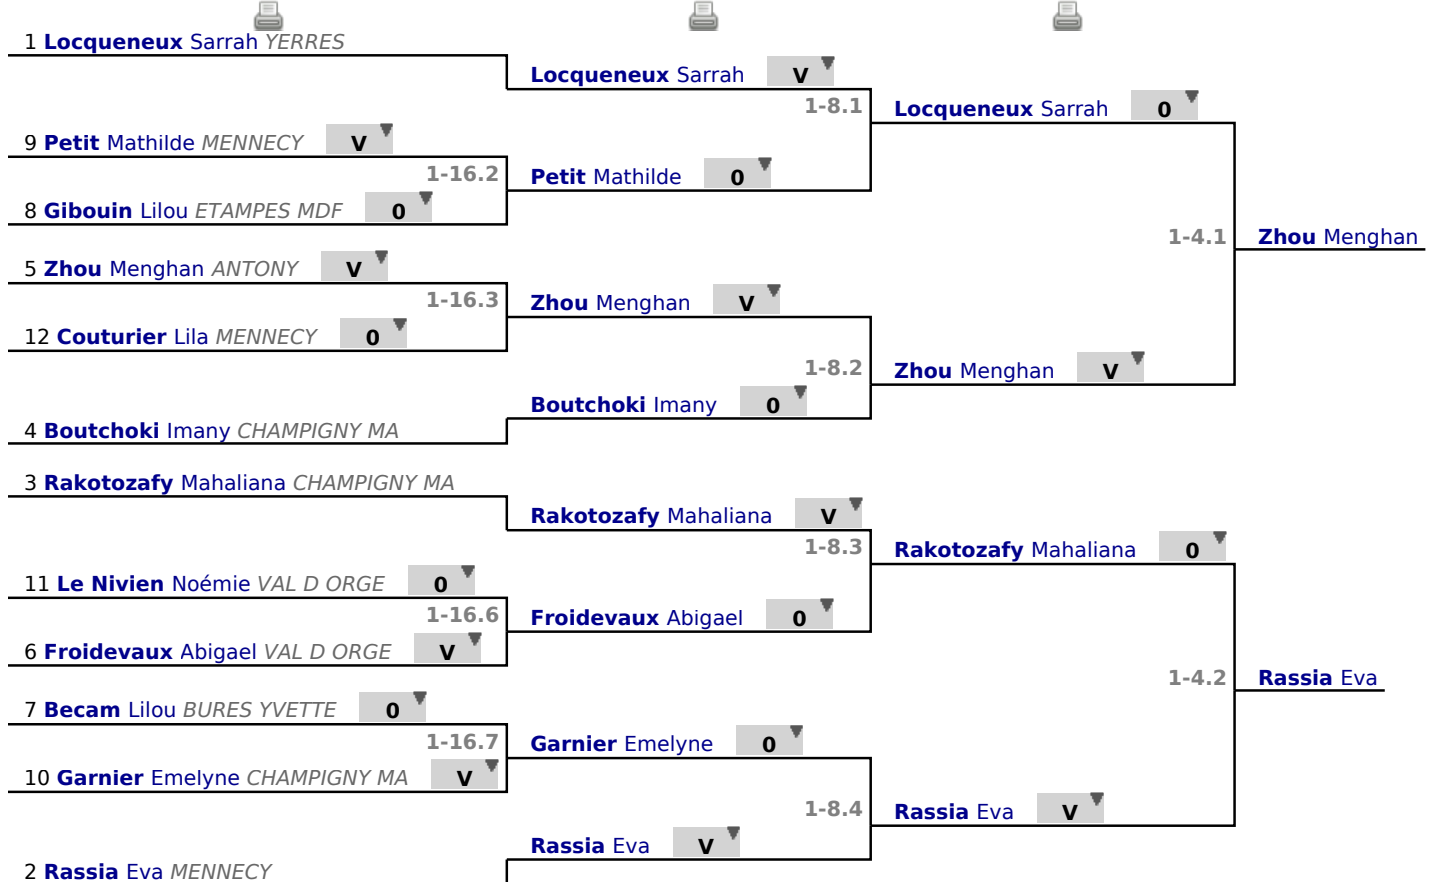 1 Locqueneux Sarrah YERRES
9 Petit Mathilde MENNECY V
1-16.2
8 Gibouin Lilou ETAMPES MDF 0
5 Zhou Menghan ANTONY V
1-16.3
12 Couturier Lila MENNECY 0
4 Boutchoki Imany CHAMPIGNY MA
3 Rakotozafy Mahaliana CHAMPIGNY MA
11 Le Nivien Noémie VAL D ORGE 0
1-16.6
6 Froidevaux Abigael VAL D ORGE V
7 Becam Lilou BURES YVETTE 0
1-16.7
10 Garnier Emelyne CHAMPIGNY MA V
2 Rassia Eva MENNECY
Locqueneux Sarrah V
1-8.1
Petit Mathilde 0
Zhou Menghan V
1-8.2
Boutchoki Imany 0
Rakotozafy Mahaliana V
1-8.3
Froidevaux Abigael 0
Garnier Emelyne 0
1-8.4
Rassia Eva V
Locqueneux Sarrah 0
1-4.1
Zhou Menghan V
Rakotozafy Mahaliana 0
1-4.2
Rassia Eva V
Zhou Menghan
Rassia Eva